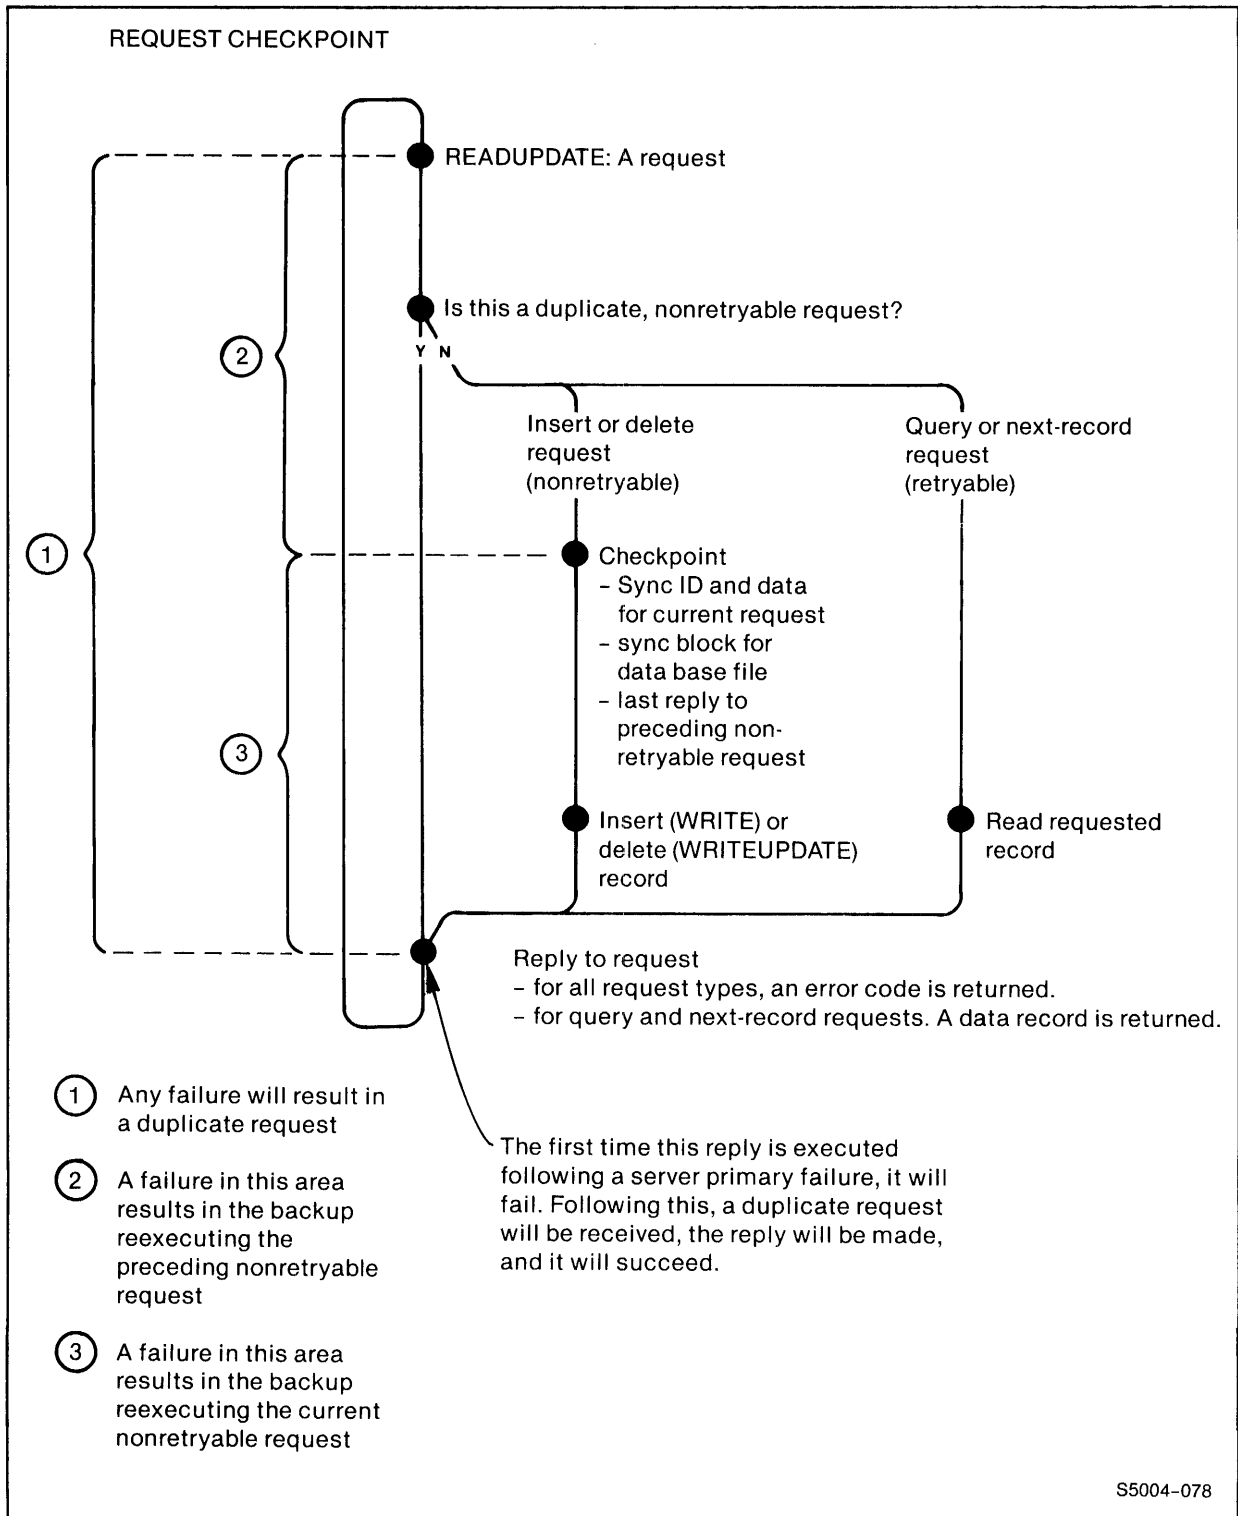 REQUEST CHECKPOINT
READUPDATE: A request
Is this a duplicate, nonretryable request?
Y N
2
Insert or delete
request
(nonretryable)
Query or next-record
request
(retryable)
1
Checkpoint
– Sync ID and data
for current request
– sync block for
data base file
– last reply to
preceding non-
retryable request
3
Insert (WRITE) or
delete (WRITEUPDATE)
record
Read requested
record
Reply to request
– for all request types, an error code is returned.
– for query and next-record requests. A data record is returned.
1 Any failure will result in
a duplicate request
2 A failure in this area
results in the backup
reexecuting the
preceding nonretryable
request
3 A failure in this area
results in the backup
reexecuting the current
nonretryable request
The first time this reply is executed
following a server primary failure, it will
fail. Following this, a duplicate request
will be received, the reply will be made,
and it will succeed.
S5004-078